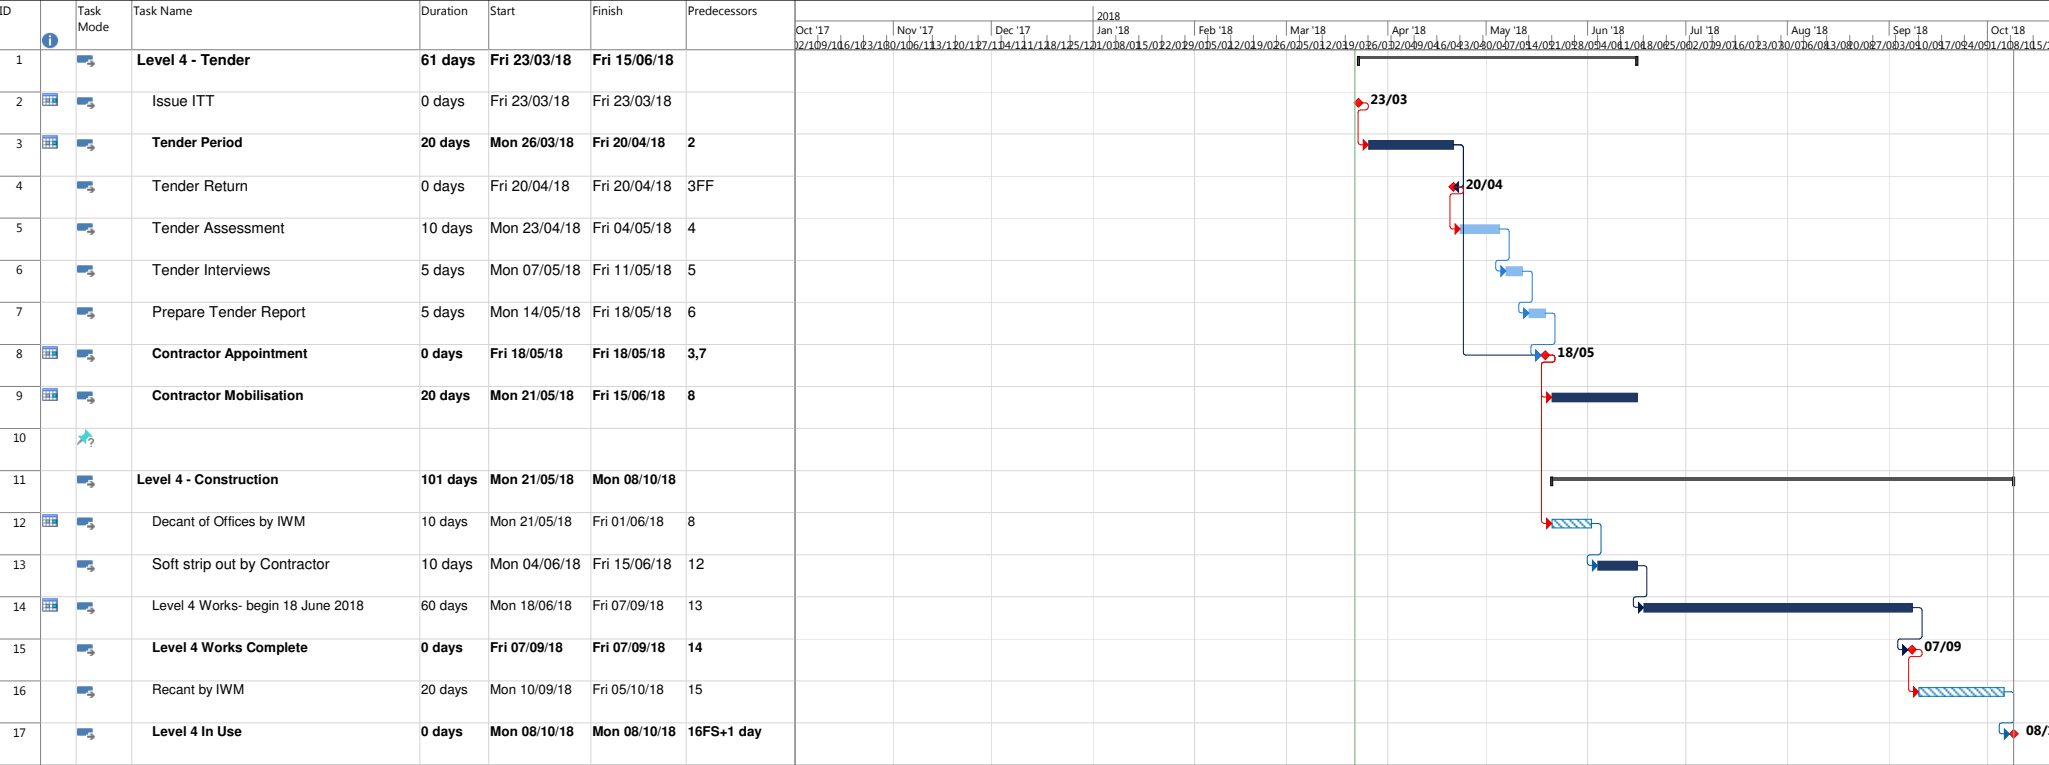 ID Task Mode Task Name Duration Start Finish Predecessors
2018
Oct '17 Nov '17 Dec '17 Jan '18 Feb '18 Mar '18 Apr '18 May '18 Jun '18 Jul '18 Aug '18 Sep '18 Oct '18
1 Level 4 - Tender 61 days Fri 23/03/18 Fri 15/06/18
2 Issue ITT 0 days Fri 23/03/18 Fri 23/03/18 23/03
3 Tender Period 20 days Mon 26/03/18 Fri 20/04/18 2
4 Tender Return 0 days Fri 20/04/18 Fri 20/04/18 3FF 20/04
5 Tender Assessment 10 days Mon 23/04/18 Fri 04/05/18 4
6 Tender Interviews 5 days Mon 07/05/18 Fri 11/05/18 5
7 Prepare Tender Report 5 days Mon 14/05/18 Fri 18/05/18 6
8 Contractor Appointment 0 days Fri 18/05/18 Fri 18/05/18 3,7 18/05
9 Contractor Mobilisation 20 days Mon 21/05/18 Fri 15/06/18 8
10 ?
11 Level 4 - Construction 101 days Mon 21/05/18 Mon 08/10/18
12 Decant of Offices by IWM 10 days Mon 21/05/18 Fri 01/06/18 8
13 Soft strip out by Contractor 10 days Mon 04/06/18 Fri 15/06/18 12
14 Level 4 Works- begin 18 June 2018 60 days Mon 18/06/18 Fri 07/09/18 13
15 Level 4 Works Complete 0 days Fri 07/09/18 Fri 07/09/18 14 07/09
16 Recant by IWM 20 days Mon 10/09/18 Fri 05/10/18 15
17 Level 4 In Use 0 days Mon 08/10/18 Mon 08/10/18 16FS+1 day 08/